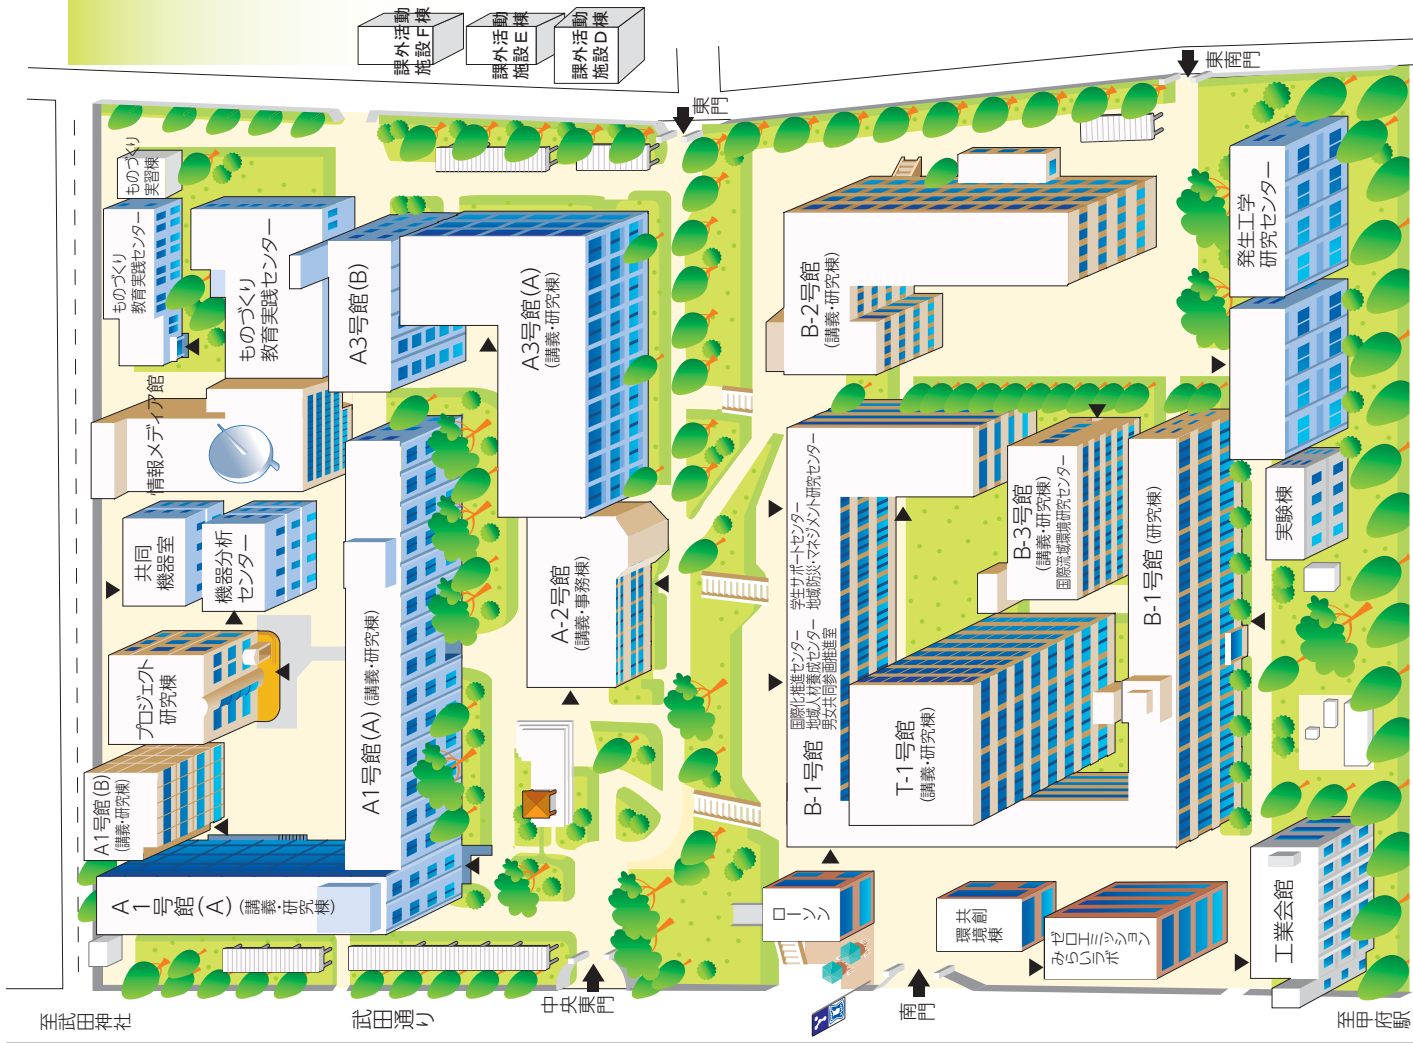 課外活動
施設F棟
課外活動
施設E棟
課外活動
施設D棟
東門
東南門
ものづくり
実習棟
ものづくり
教育実践センター
ものづくり
教育実践センター
A3号館(B)
A3号館(A)
(講義・研究棟)
B-2号館
(講義・研究棟)
発生工学
研究センター
情報メディア館
共同
機器室
機器分析
センター
プロジェクト
研究棟
A1号館(B)
(講義・研究棟)
A1号館(A)(講義・研究棟)
A1号館(A)(講義・研究棟)
A-2号館
(講義・事務棟)
学生サポートセンター
地域防災・マネジメント研究センター
国際化推進センター
地域人材養成センター
男女共同参画推進室
B-1号館
B-3号館
(講義・研究棟)
国際流域環境研究センター
B-1号館(研究棟)
T-1号館
(講義・研究棟)
実験棟
ローソン
共創
環境棟
ゼロエミッション
みらいラボ
工業会館
至武田神社
武田通り
中央東門
南門
至甲府駅